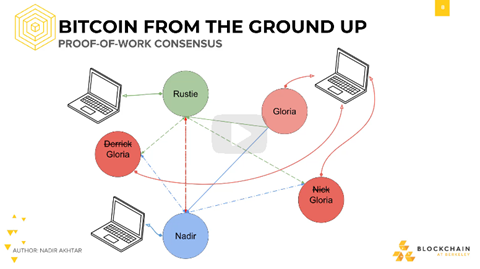 BITCOIN FROM THE GROUND UP
PROOF-OF-WORK CONSENSUS
Rustie
Gloria
Derrick
Gloria
Nick
Gloria
Nadir
AUTHOR: NADIR AKHTAR
BLOCKCHAIN
AT BERKELEY